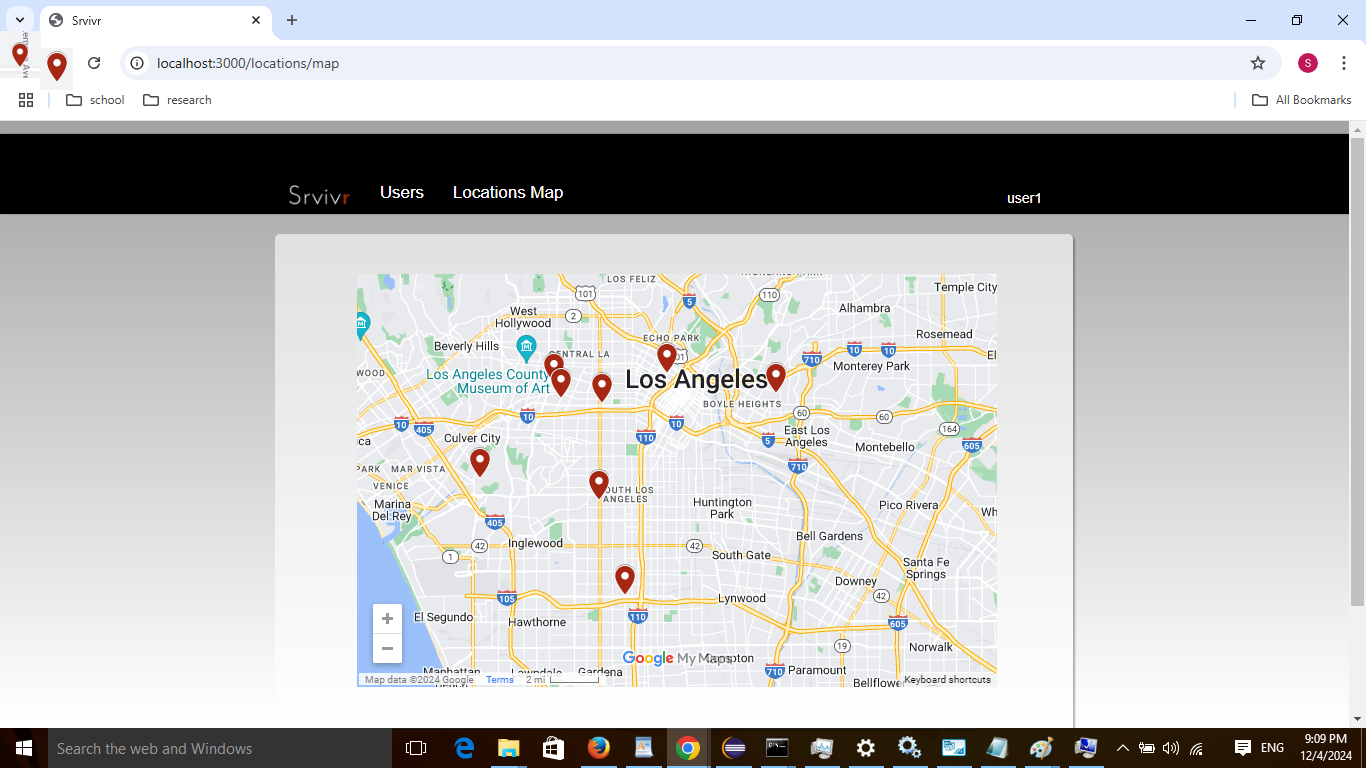 Srvivr
Ave
localhost:3000/locations/map
S
school
research
All Bookmarks
Srvivr
Users
Locations Map
user1
LOS FELIZ
Temple City
101
5
110
Alhambra
West
Hollywood
2
ECHO PARK
Rosemead
Beverly Hills
CENTRAL LA
101
710
10
10
El
WOOD
Los Angeles County
Museum of Art
Los Angeles
Monterey Park
BOYLE HEIGHTS
10
60
60
10
405
10
110
5
East Los
Angeles
164
605
ca
Culver City
Montebello
PARK
MAR VISTA
710
VENICE
SOUTH LOS
ANGELES
Marina
Del Rey
Huntington
Park
Pico Rivera
Wh
405
Bell Gardens
1
42
Inglewood
42
South Gate
Santa Fe
Springs
Downey
42
105
Lynwood
El Segundo
Hawthorne
110
605
19
Norwalk
Google My Maps
Compton
Manhattan
Lawndale
Gardena
710
Paramount
Bellflower
Map data ©2024 Google
Terms
2 mi
Keyboard shortcuts
Search the web and Windows
ENG
9:09 PM
12/4/2024